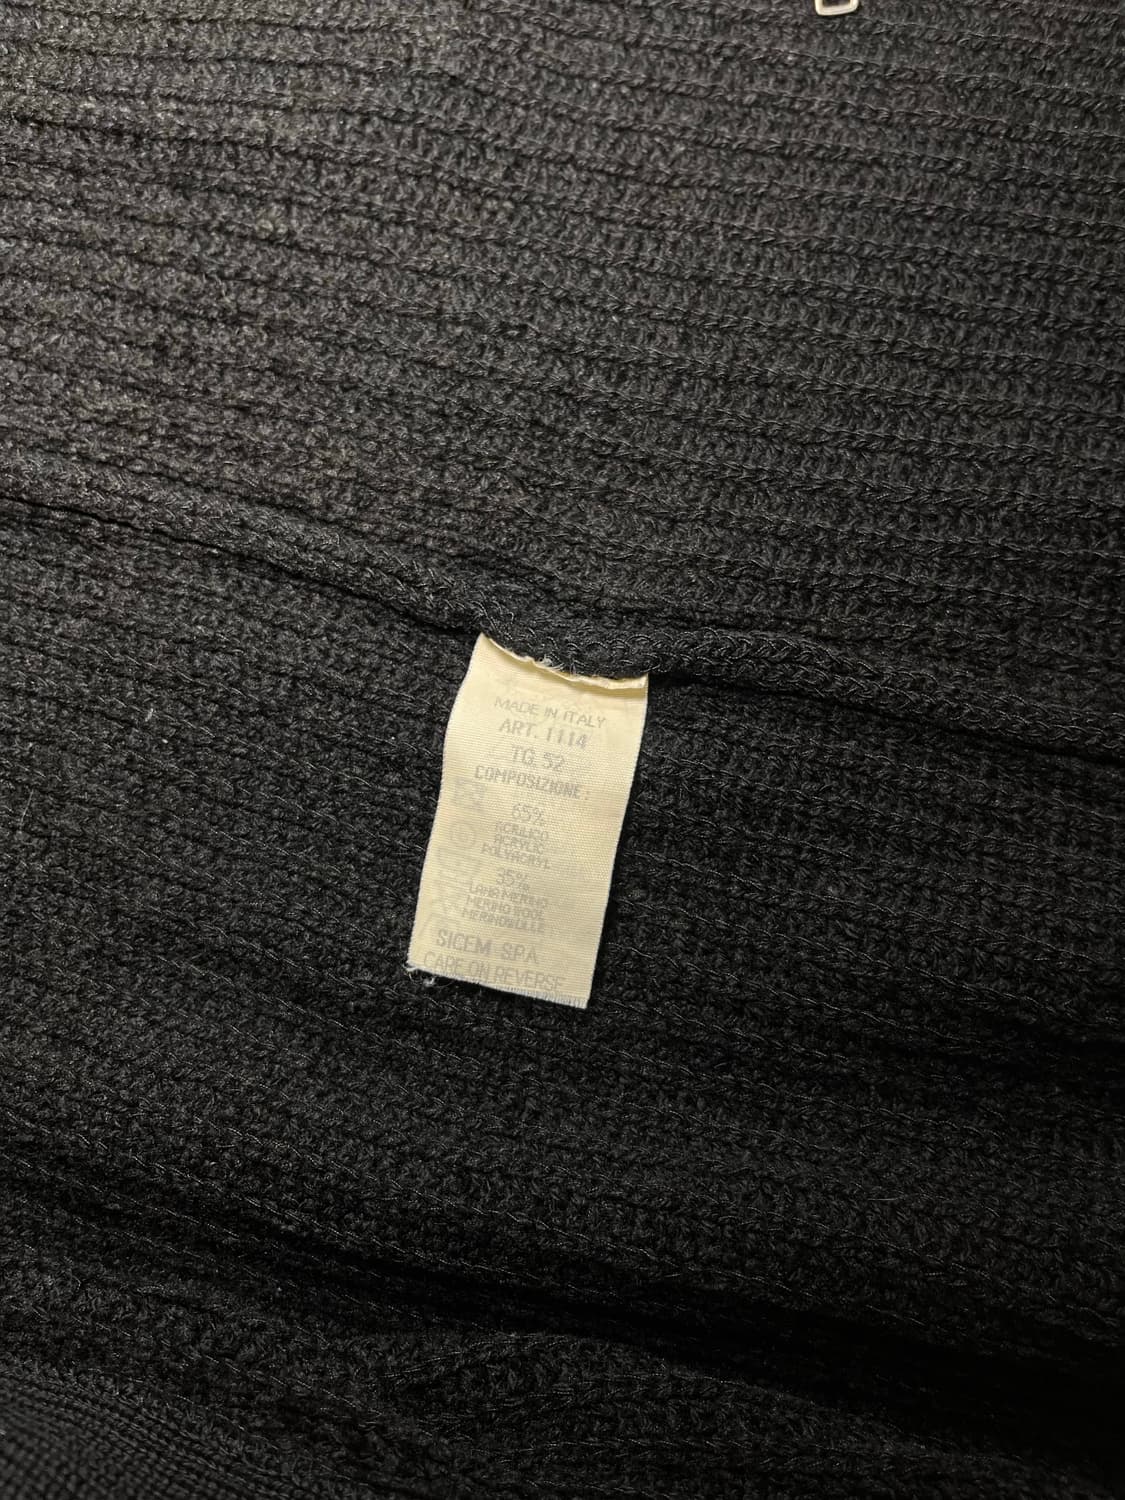 MADE IN ITALY
ART. 1114
TG. 52
COMPOSIZIONE :
65%
ACRILICO
ACRYLIC
POLYACRYL
35%
LANA MERINO
MERINO WOOL
MERINOWOLLE
SICEM SPA
CARE ON REVERSE